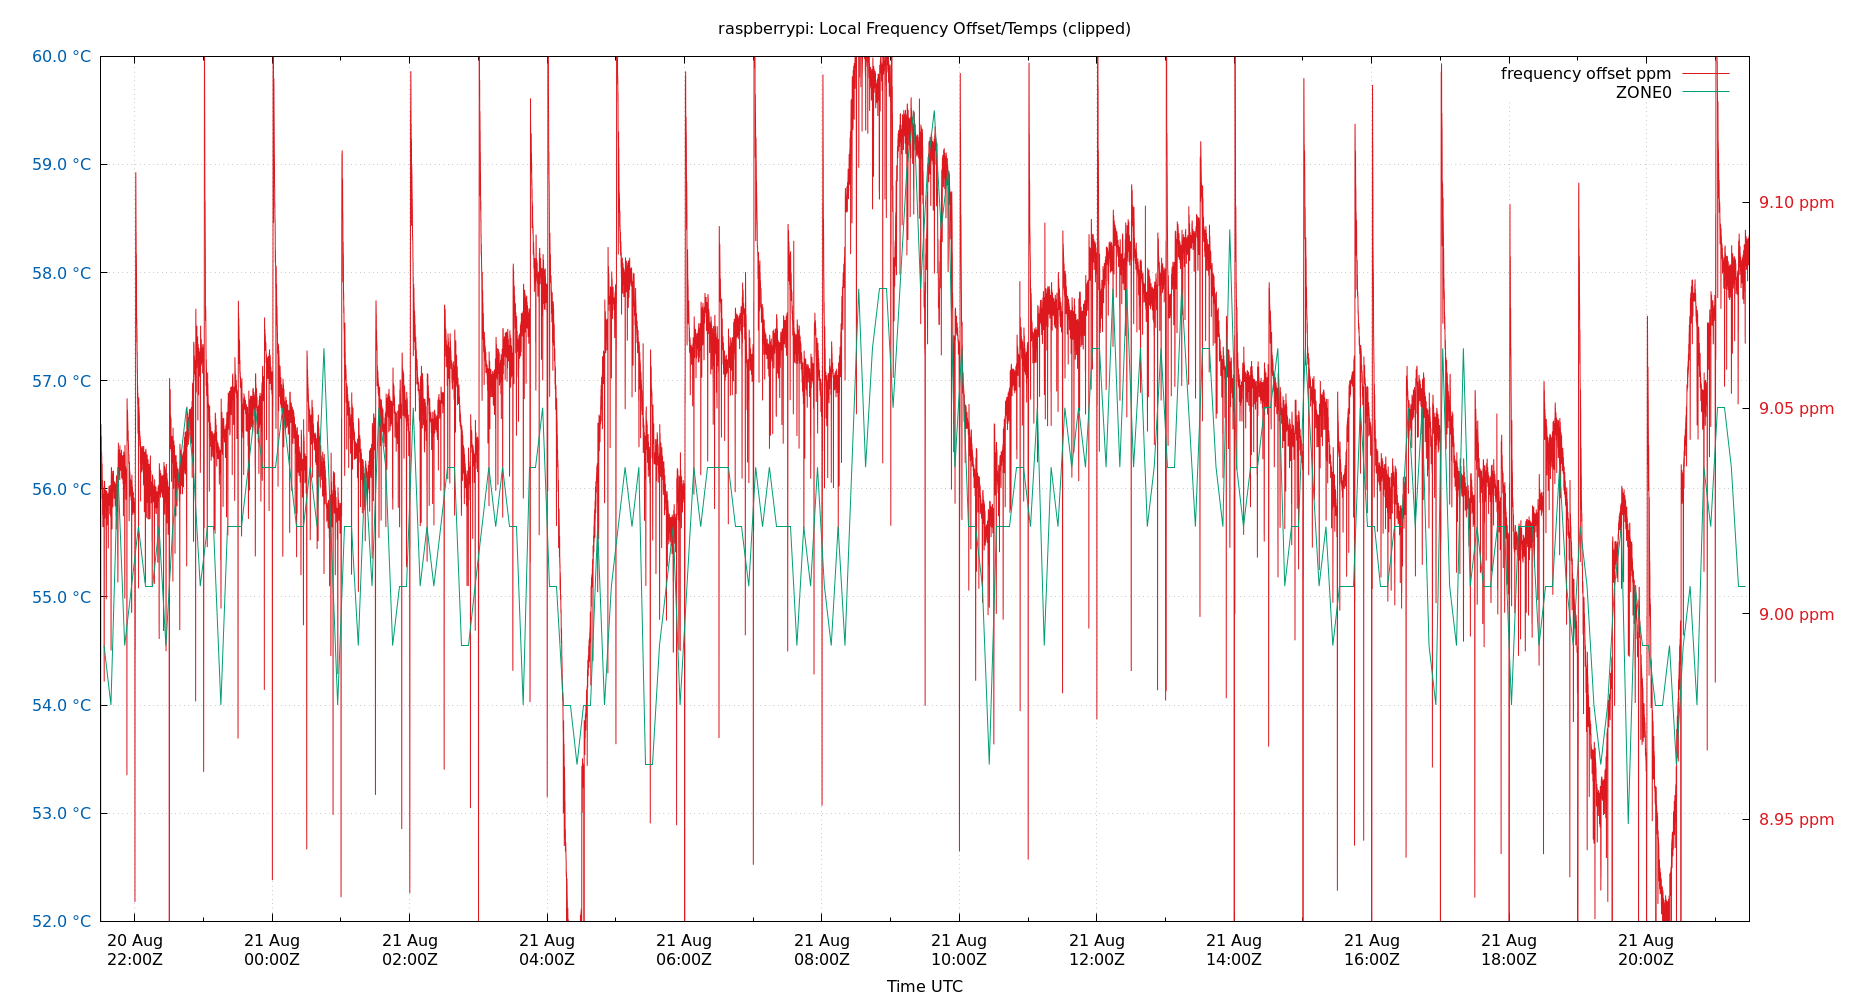 raspberrypi: Local Frequency Offset/Temps (clipped)
60.0 °C
59.0 °C
58.0 °C
57.0 °C
56.0 °C
55.0 °C
54.0 °C
53.0 °C
52.0 °C
frequency offset ppm
ZONE0
9.10 ppm
9.05 ppm
9.00 ppm
8.95 ppm
20 Aug 21 Aug 21 Aug 21 Aug 21 Aug 21 Aug 21 Aug 21 Aug 21 Aug 21 Aug 21 Aug 21 Aug
22:00Z 00:00Z 02:00Z 04:00Z 06:00Z 08:00Z 10:00Z 12:00Z 14:00Z 16:00Z 18:00Z 20:00Z
Time UTC